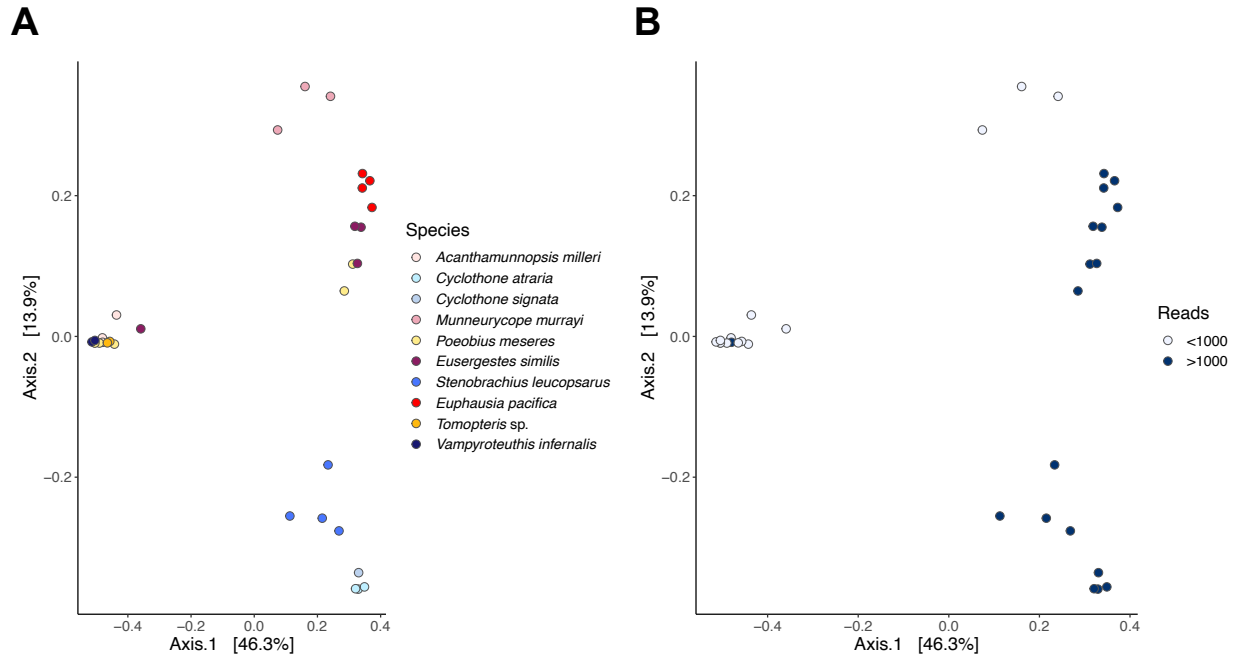 A
B
0.2
0.0
−0.2
Axis.2   [13.9%]
−0.4
−0.2
0.0
0.2
0.4
Axis.1   [46.3%]
Species
Acanthamunnopsis milleri
Cyclothone atraria
Cyclothone signata
Munneurycope murrayi
Poeobius meseres
Eusergestes similis
Stenobrachius leucopsarus
Euphausia pacifica
Tomopteris sp.
Vampyroteuthis infernalis
0.2
0.0
−0.2
Axis.2   [13.9%]
−0.4
−0.2
0.0
0.2
0.4
Axis.1   [46.3%]
Reads
<1000
>1000